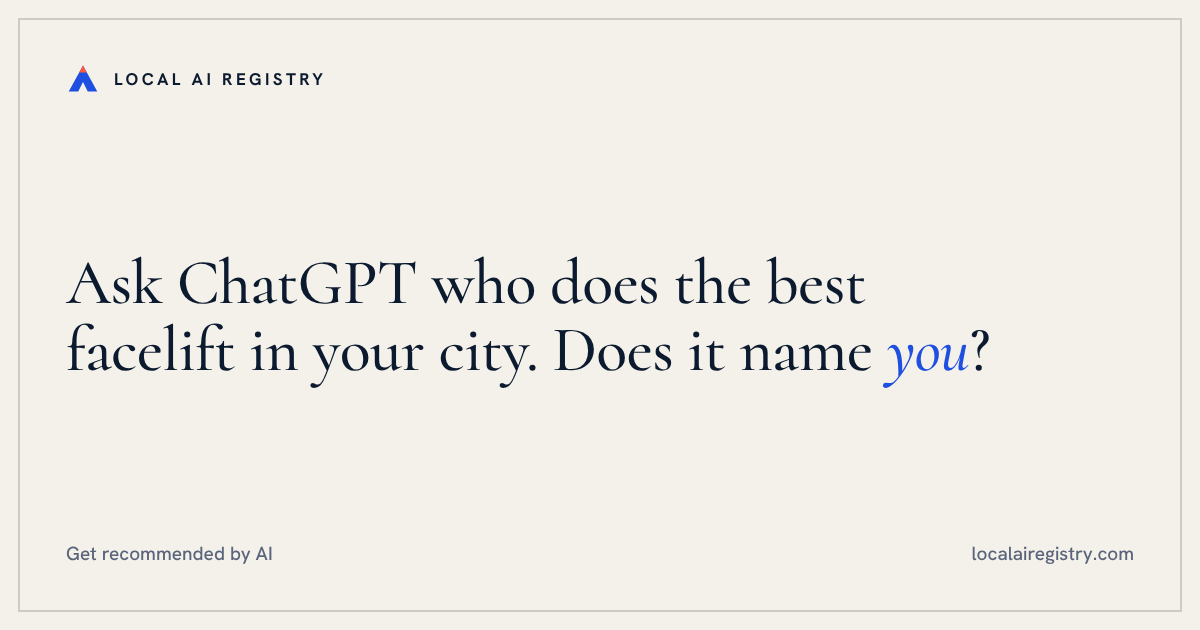 LOCAL AI REGISTRY
Ask ChatGPT who does the best
facelift in your city. Does it name you?
Get recommended by AI
localairegistry.com